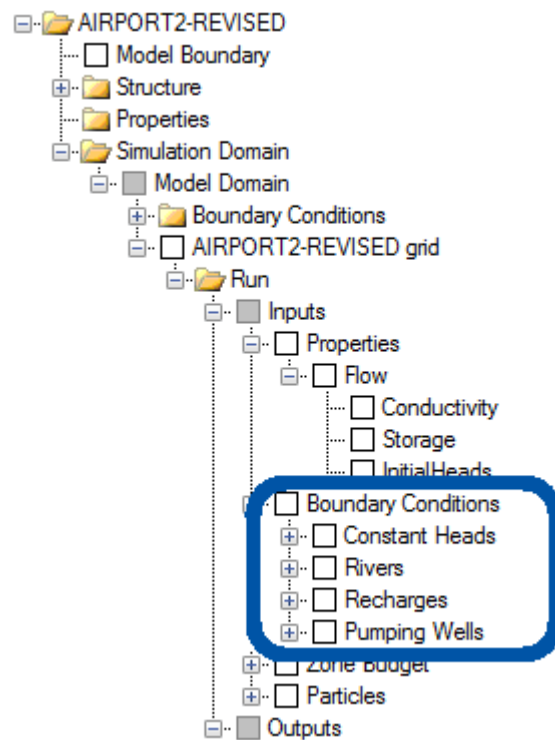 AIRPORT2-REVISED
Model Boundary
Structure
Properties
Simulation Domain
Model Domain
Boundary Conditions
AIRPORT2-REVISED grid
Run
Inputs
Properties
Flow
Conductivity
Storage
InitialHeads
Boundary Conditions
Constant Heads
Rivers
Recharges
Pumping Wells
Zone Budget
Particles
Outputs